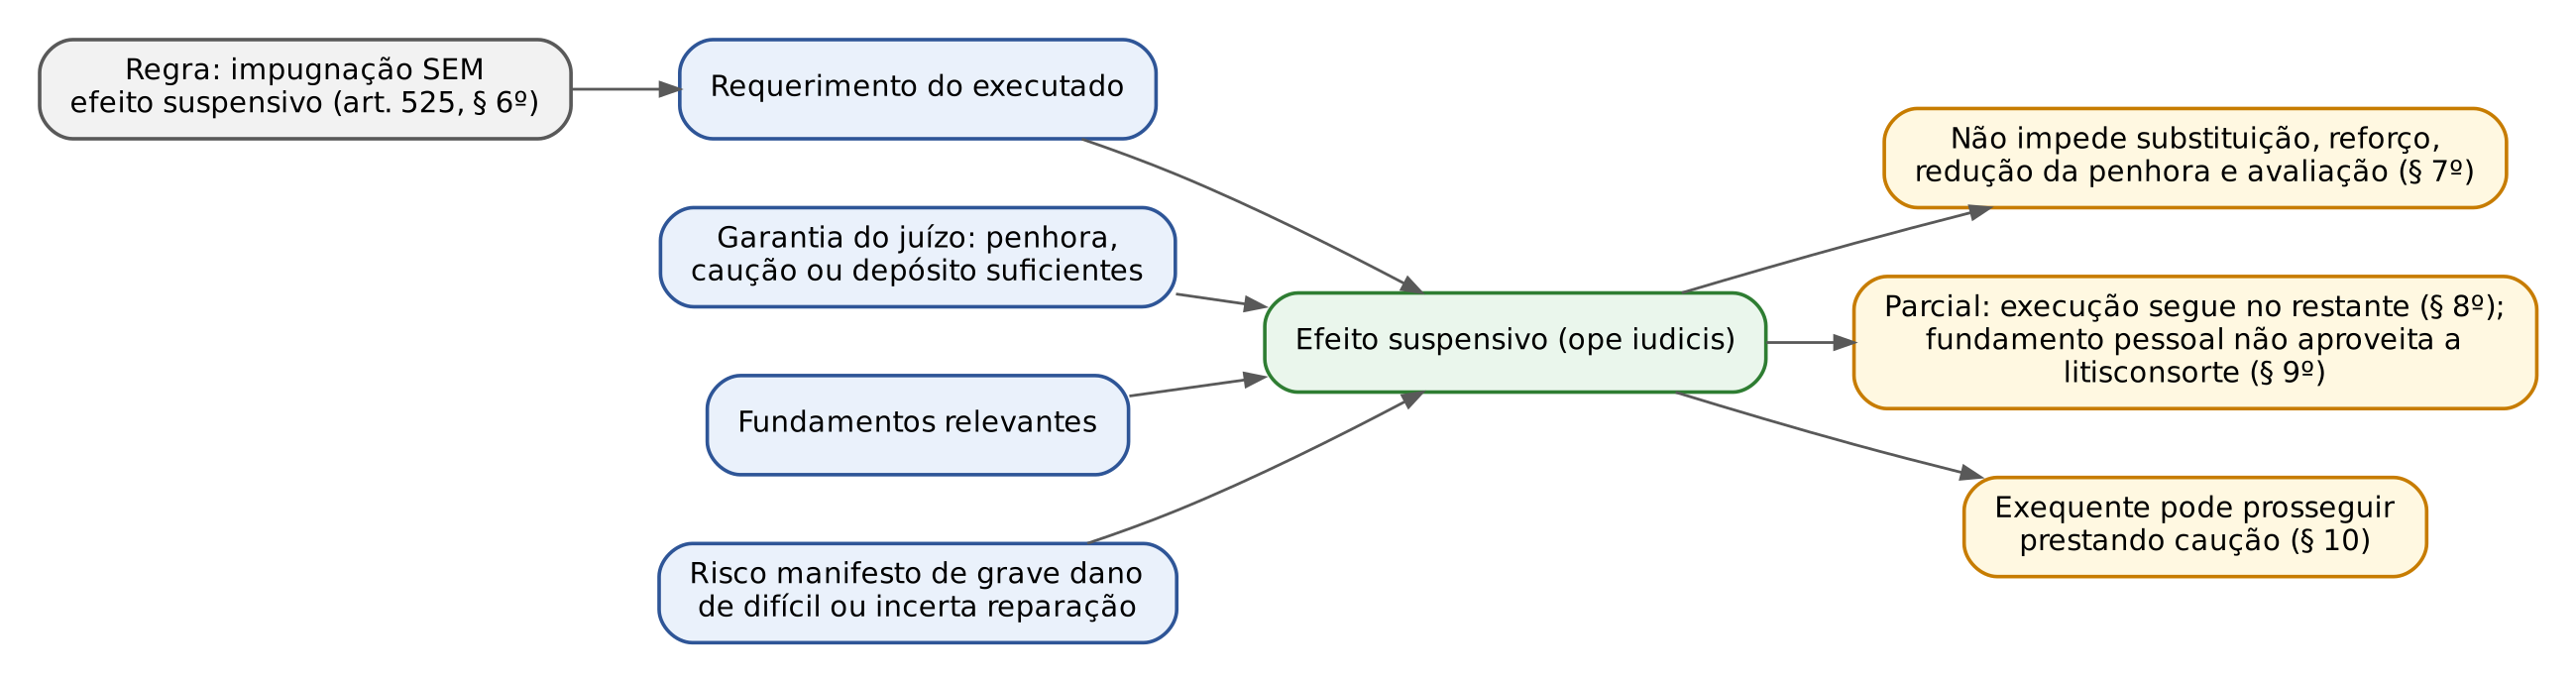 Regra: impugnação SEM
efeito suspensivo (art. 525, § 6º)
Requerimento do executado
Garantia do juízo: penhora,
caução ou depósito suficientes
Fundamentos relevantes
Risco manifesto de grave dano
de difícil ou incerta reparação
Efeito suspensivo (ope iudicis)
Não impede substituição, reforço,
redução da penhora e avaliação (§ 7º)
Parcial: execução segue no restante (§ 8º);
fundamento pessoal não aproveita a
litisconsorte (§ 9º)
Exequente pode prosseguir
prestando caução (§ 10)